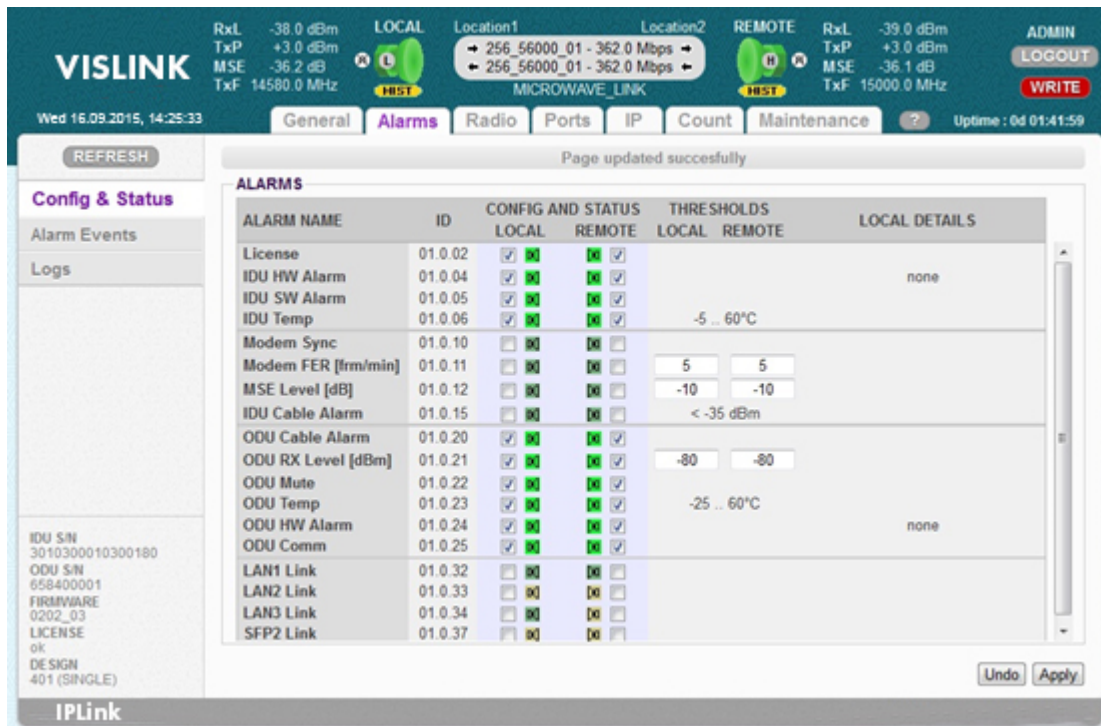 VISLINK
RxL -38.0 dBm
TxP +3.0 dBm
MSE -36.2 dB
TxF 14580.0 MHz
LOCAL
R L
HIST
Location1 Location2
→ 256_56000_01 - 362.0 Mbps →
← 256_56000_01 - 362.0 Mbps ←
MICROWAVE_LINK
REMOTE
H
HIST
RxL -39.0 dBm
TxP +3.0 dBm
MSE -36.1 dB
TxF 15000.0 MHz
ADMIN
LOGOUT
WRITE
Wed 16.09.2015, 14:25:33
General Alarms Radio Ports IP Count Maintenance ?
Uptime : 0d 01:41:59
REFRESH
Config & Status
Alarm Events
Logs
Page updated succesfully
ALARMS
ALARM NAME ID CONFIG AND STATUS THRESHOLDS LOCAL DETAILS
LOCAL REMOTE LOCAL REMOTE
License 01.0.02
IDU HW Alarm 01.0.04 none
IDU SW Alarm 01.0.05
IDU Temp 01.0.06 -5 .. 60°C
Modem Sync 01.0.10
Modem FER [frm/min] 01.0.11 5 5
MSE Level [dB] 01.0.12 -10 -10
IDU Cable Alarm 01.0.15 < -35 dBm
ODU Cable Alarm 01.0.20
ODU RX Level [dBm] 01.0.21 -80 -80
ODU Mute 01.0.22
ODU Temp 01.0.23 -25 .. 60°C
ODU HW Alarm 01.0.24 none
ODU Comm 01.0.25
LAN1 Link 01.0.32
LAN2 Link 01.0.33
LAN3 Link 01.0.34
SFP2 Link 01.0.37
IDU S/N
3010300010300180
ODU S/N
658400001
FIRMWARE
0202_03
LICENSE
ok
DESIGN
401 (SINGLE)
Undo Apply
IPLink